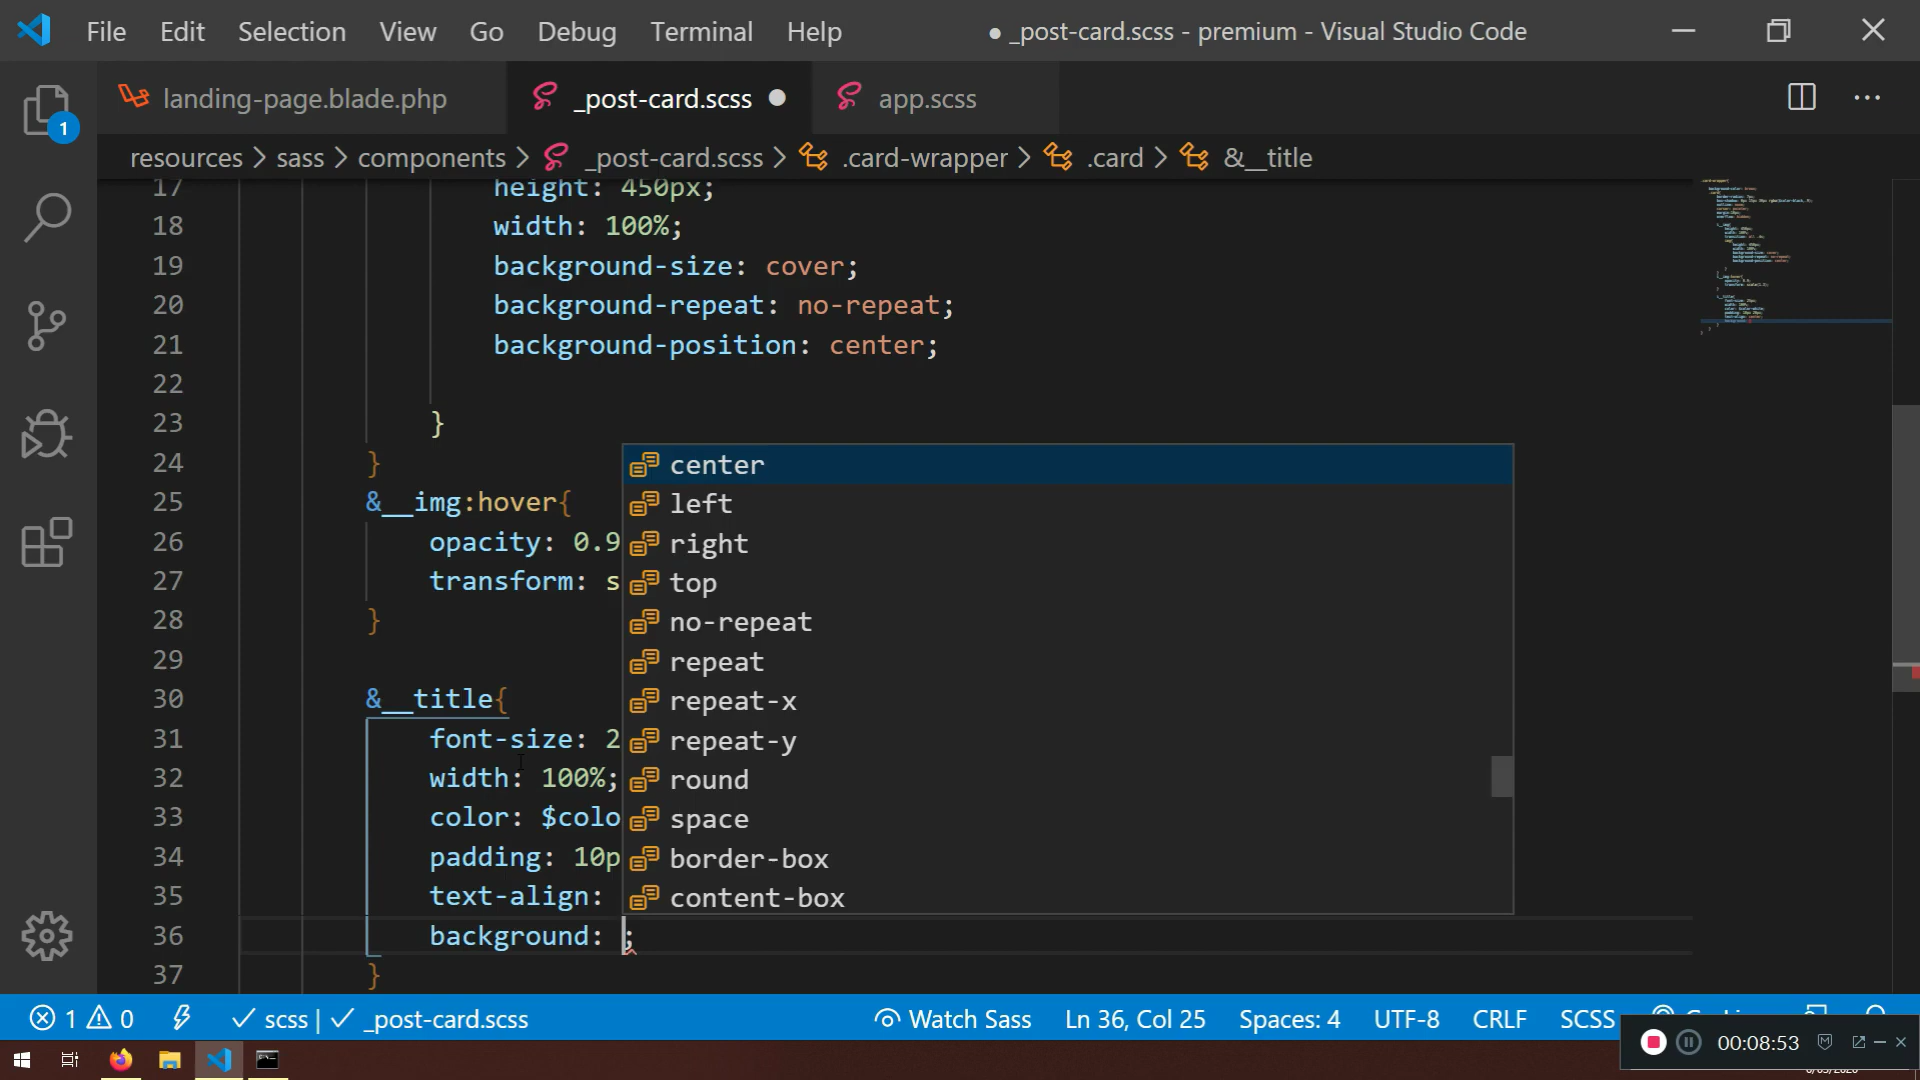 File Edit Selection View Go Debug Terminal Help ● _post-card.scss - premium - Visual Studio Code
landing-page.blade.php _post-card.scss ● app.scss
1
resources > sass > components > _post-card.scss > .card-wrapper > .card > &__title
17 height: 450px;
18 width: 100%;
19 background-size: cover;
20 background-repeat: no-repeat;
21 background-position: center;
22
23 }
24 }
25 &__img:hover{
26 opacity: 0.9
27 transform: s
28 }
29
30 &__title{
31 font-size: 2
32 width: 100%;
33 color: $colo
34 padding: 10p
35 text-align:
36 background: ;
37 }
center
left
right
top
no-repeat
repeat
repeat-x
repeat-y
round
space
border-box
content-box
1 0 scss | _post-card.scss Watch Sass Ln 36, Col 25 Spaces: 4 UTF-8 CRLF SCSS
00:08:53